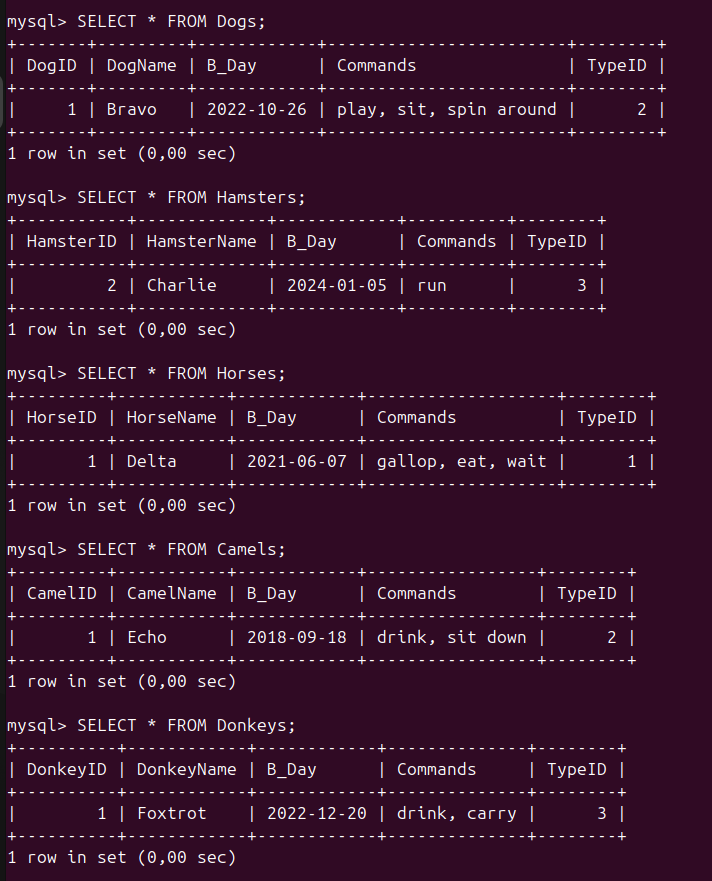 mysql> SELECT * FROM Dogs;
+-------+---------+------------+------------------------+--------+
| DogID | DogName | B_Day      | Commands               | TypeID |
+-------+---------+------------+------------------------+--------+
|     1 | Bravo   | 2022-10-26 | play, sit, spin around |      2 |
+-------+---------+------------+------------------------+--------+
1 row in set (0,00 sec)

mysql> SELECT * FROM Hamsters;
+-----------+-------------+------------+----------+--------+
| HamsterID | HamsterName | B_Day      | Commands | TypeID |
+-----------+-------------+------------+----------+--------+
|         2 | Charlie     | 2024-01-05 | run      |      3 |
+-----------+-------------+------------+----------+--------+
1 row in set (0,00 sec)

mysql> SELECT * FROM Horses;
+---------+-----------+------------+-------------------+--------+
| HorseID | HorseName | B_Day      | Commands          | TypeID |
+---------+-----------+------------+-------------------+--------+
|       1 | Delta     | 2021-06-07 | gallop, eat, wait |      1 |
+---------+-----------+------------+-------------------+--------+
1 row in set (0,00 sec)

mysql> SELECT * FROM Camels;
+---------+-----------+------------+-----------------+--------+
| CamelID | CamelName | B_Day      | Commands        | TypeID |
+---------+-----------+------------+-----------------+--------+
|       1 | Echo      | 2018-09-18 | drink, sit down |      2 |
+---------+-----------+------------+-----------------+--------+
1 row in set (0,00 sec)

mysql> SELECT * FROM Donkeys;
+----------+------------+------------+--------------+--------+
| DonkeyID | DonkeyName | B_Day      | Commands     | TypeID |
+----------+------------+------------+--------------+--------+
|        1 | Foxtrot    | 2022-12-20 | drink, carry |      3 |
+----------+------------+------------+--------------+--------+
1 row in set (0,00 sec)